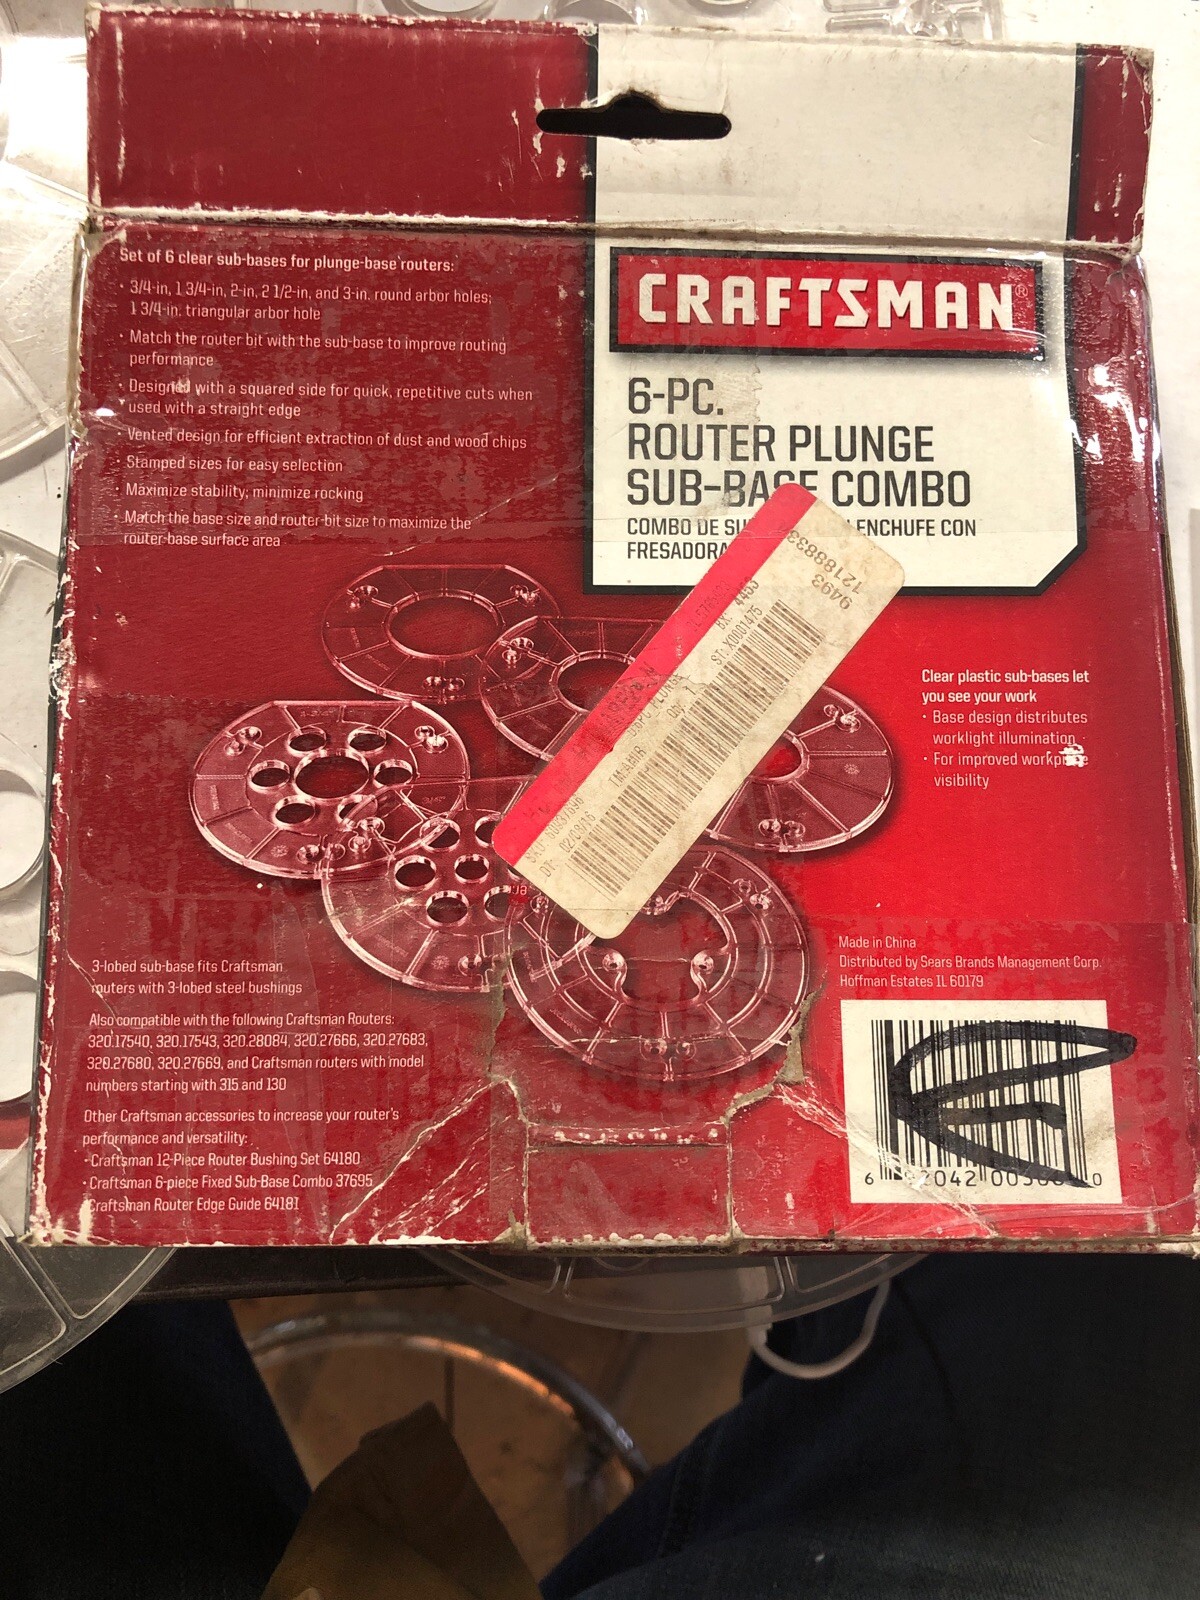 Set of 6 clear sub-bases for plunge-base routers:
· 3/4-in, 1 3/4-in, 2-in, 2 1/2-in, and 3-in. round arbor holes;
1 3/4-in. triangular arbor hole
· Match the router bit with the sub-base to improve routing
performance
· Designed with a squared side for quick, repetitive cuts when
used with a straight edge
· Vented design for efficient extraction of dust and wood chips
· Stamped sizes for easy selection
· Maximize stability; minimize rocking
· Match the base size and router-bit size to maximize the
router-base surface area
CRAFTSMAN®
6-PC.
ROUTER PLUNGE
SUB-BASE COMBO
COMBO DE ENCHUFE CON
FRESADORA
9493
12188833
BX: 4453
ST: X0001475
DT: 02/09/16
Clear plastic sub-bases let
you see your work
· Base design distributes
worklight illumination
· For improved workpiece
visibility
3-lobed sub-base fits Craftsman
routers with 3-lobed steel bushings
Also compatible with the following Craftsman Routers:
320.17540, 320.17543, 320.28084, 320.27666, 320.27683,
320.27680, 320.27669, and Craftsman routers with model
numbers starting with 315 and 130
Other Craftsman accessories to increase your router's
performance and versatility:
· Craftsman 12-Piece Router Bushing Set 64180
· Craftsman 6-piece Fixed Sub-Base Combo 37695
Craftsman Router Edge Guide 64181
Made in China
Distributed by Sears Brands Management Corp.
Hoffman Estates IL 60179